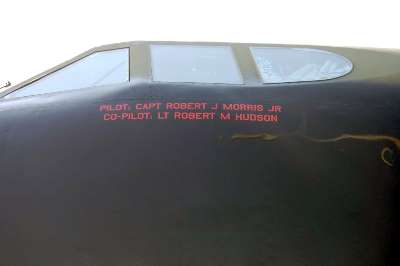 PILOT: CAPT ROBERT J MORRIS JR
CO-PILOT: LT ROBERT M HUDSON